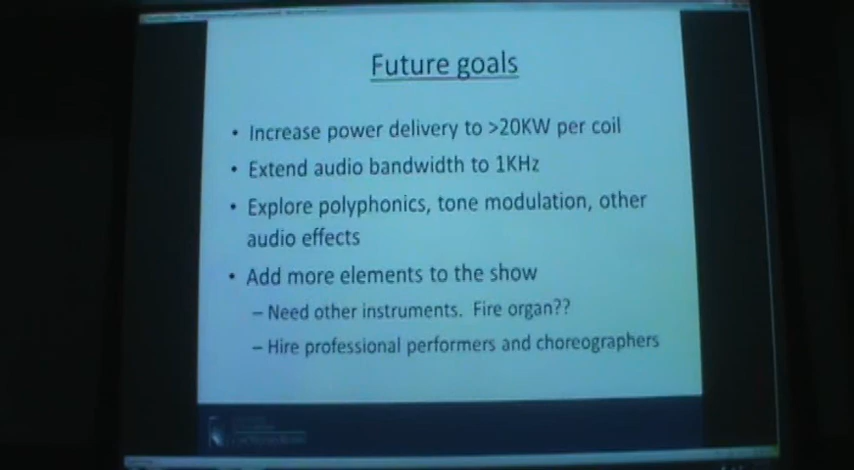 Future goals
• Increase power delivery to >20KW per coil
• Extend audio bandwidth to 1KHz
• Explore polyphonics, tone modulation, other
audio effects
• Add more elements to the show
– Need other instruments. Fire organ??
– Hire professional performers and choreographers